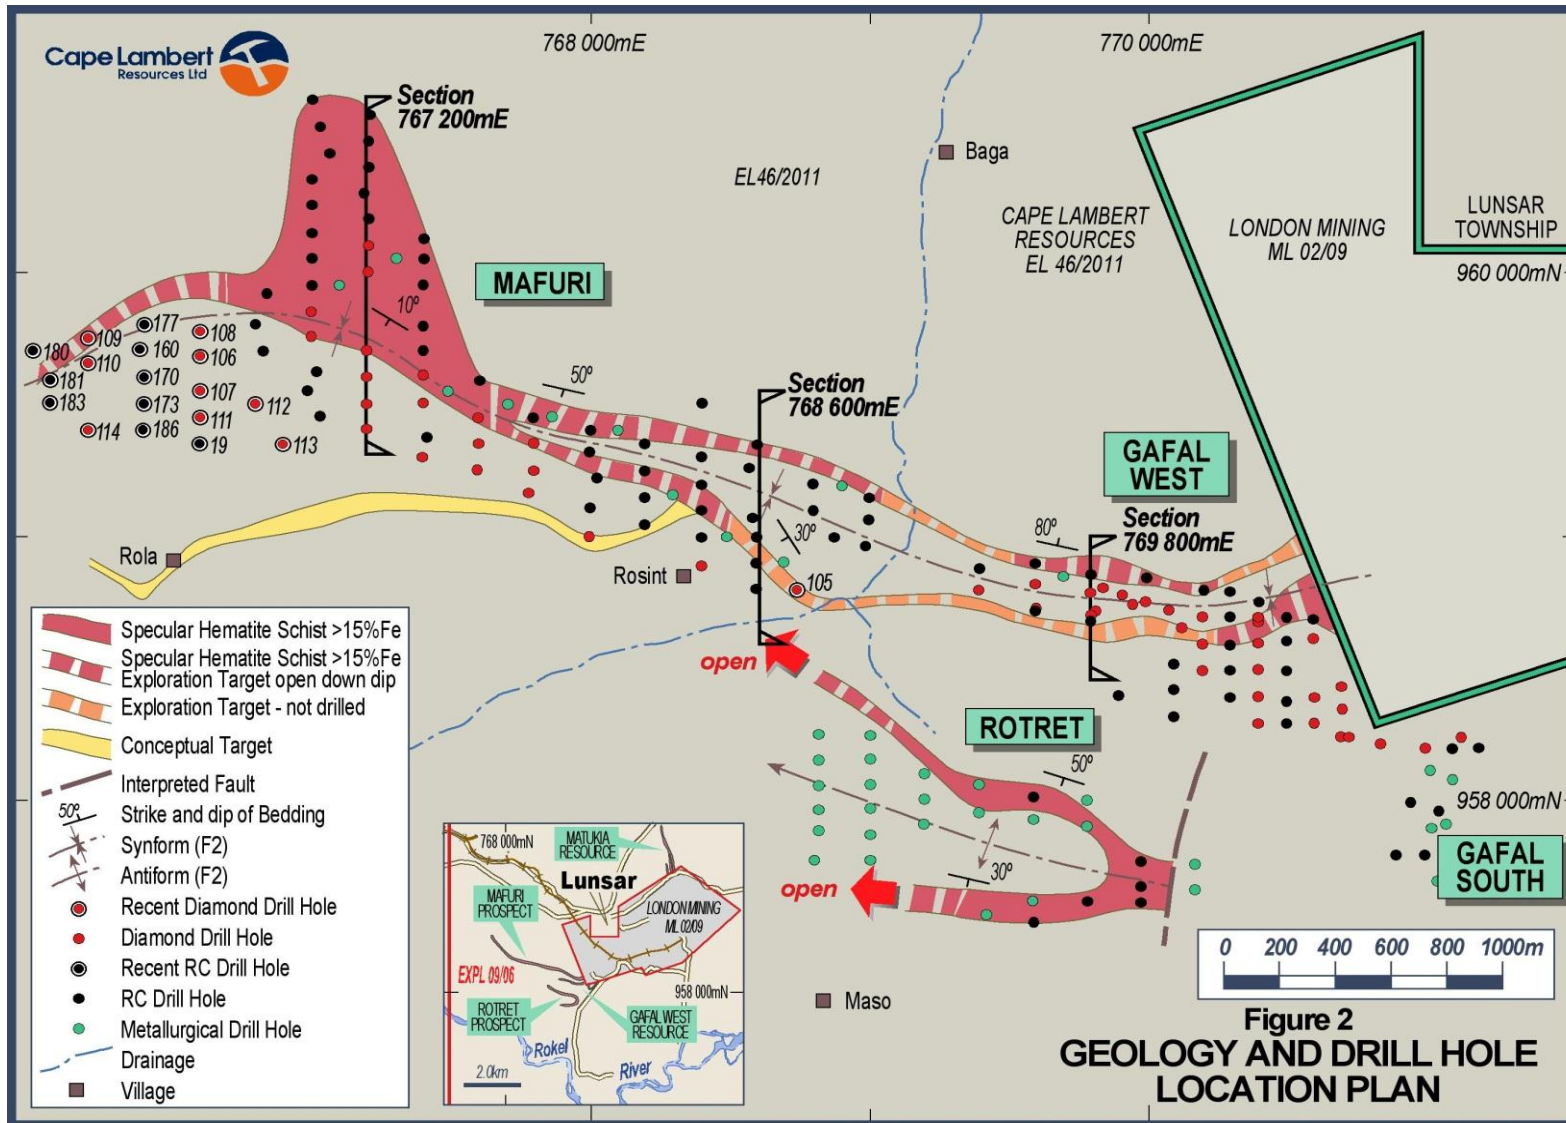 Cape Lambert
Resources Ltd
768 000mE
770 000mE
Section
767 200mE
Baga
EL46/2011
CAPE LAMBERT
RESOURCES
EL 46/2011
LONDON MINING
ML 02/09
LUNSAR
TOWNSHIP
960 000mN
MAFURI
10º
177
108
109
180
160
106
110
170
181
107
183
173
112
111
114
186
19
113
50º
Section
768 600mE
GAFAL
WEST
Section
769 800mE
80º
30º
105
Rola
Rosint
open
ROTRET
50º
958 000mN
30º
open
GAFAL
SOUTH
Maso
Specular Hematite Schist >15%Fe
Specular Hematite Schist >15%Fe
Exploration Target open down dip
Exploration Target - not drilled
Conceptual Target
Interpreted Fault
50º
Strike and dip of Bedding
Synform (F2)
Antiform (F2)
Recent Diamond Drill Hole
Diamond Drill Hole
Recent RC Drill Hole
RC Drill Hole
Metallurgical Drill Hole
Drainage
Village
768 000mN
MATUKIA
RESOURCE
Lunsar
MAFURI
PROSPECT
LONDON MINING
ML 02/09
EXPL 09/06
958 000mN
ROTRET
PROSPECT
GAFAL WEST
RESOURCE
Rokel
River
2.0km
0 200 400 600 800 1000m
Figure 2
GEOLOGY AND DRILL HOLE
LOCATION PLAN